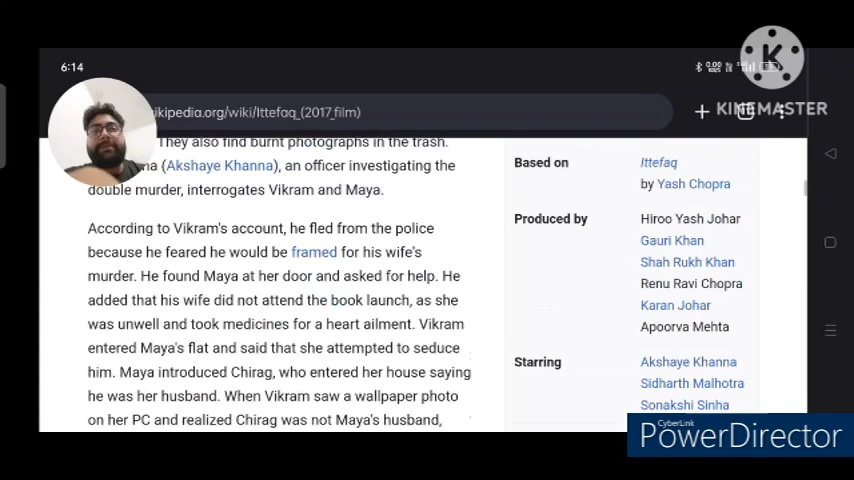 6:14
KINEMASTER
ikipedia.org/wiki/Ittefaq_(2017_film)
They also find burnt photographs in the trash.
na (Akshaye Khanna), an officer investigating the
double murder, interrogates Vikram and Maya.
According to Vikram's account, he fled from the police
because he feared he would be framed for his wife's
murder. He found Maya at her door and asked for help. He
added that his wife did not attend the book launch, as she
was unwell and took medicines for a heart ailment. Vikram
entered Maya's flat and said that she attempted to seduce
him. Maya introduced Chirag, who entered her house saying
he was her husband. When Vikram saw a wallpaper photo
on her PC and realized Chirag was not Maya's husband,
Based on
Ittefaq
by Yash Chopra
Produced by
Hiroo Yash Johar
Gauri Khan
Shah Rukh Khan
Renu Ravi Chopra
Karan Johar
Apoorva Mehta
Starring
Akshaye Khanna
Sidharth Malhotra
Sonakshi Sinha
CyberLink
PowerDirector